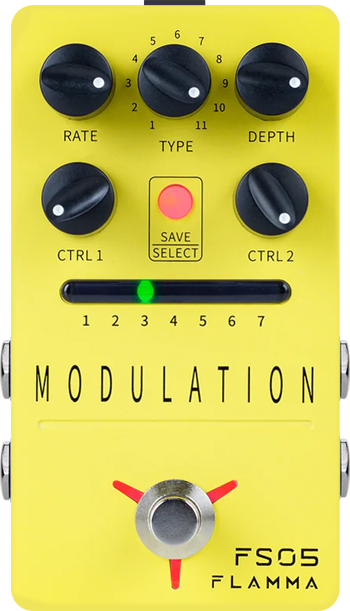 5 6 7
4 8
3 9
2 10
1 11
RATE TYPE DEPTH
CTRL 1 SAVE CTRL 2
SELECT
1 2 3 4 5 6 7
MODULATION
FS05
FLAMMA